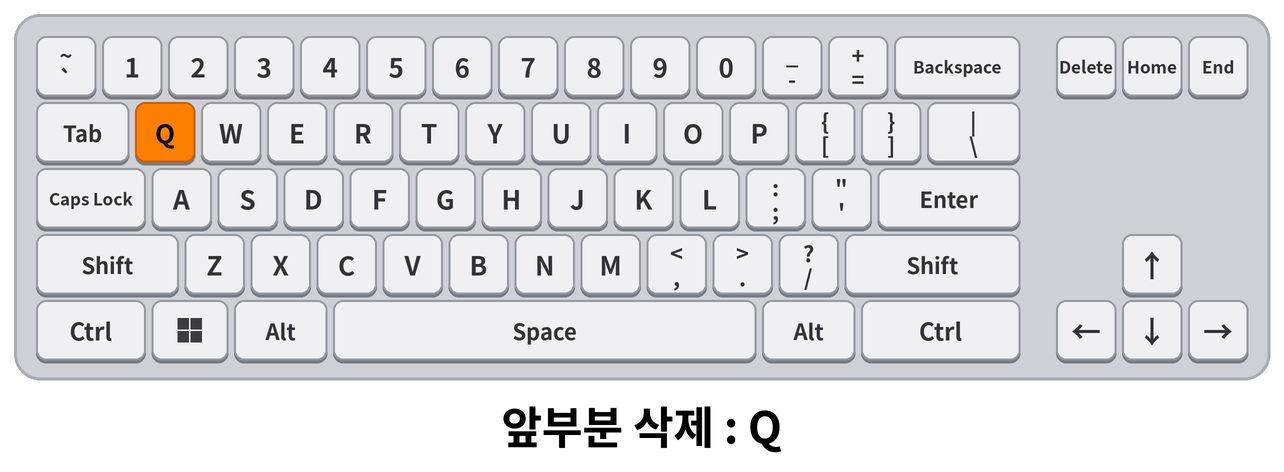 ~ ` 1 2 3 4 5 6 7 8 9 0 _ - + = Backspace Delete Home End
Tab Q W E R T Y U I O P { [ } ] | \
Caps Lock A S D F G H J K L : ; " ' Enter
Shift Z X C V B N M < , > . ? / Shift ↑
Ctrl Alt Space Alt Ctrl ← ↓ →
앞부분 삭제 : Q